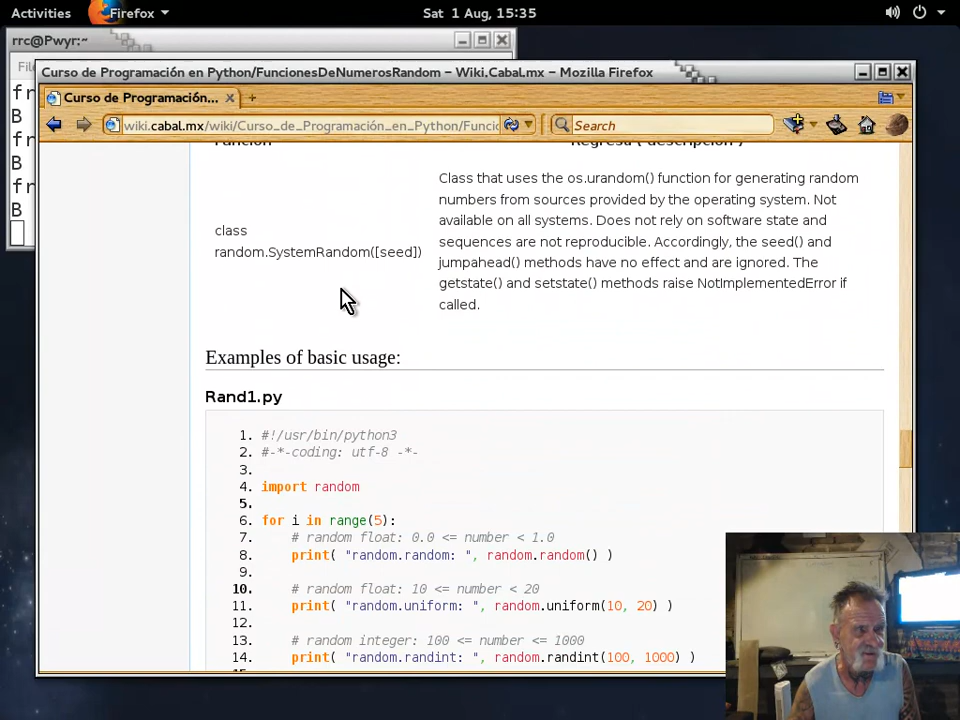 Activities Firefox Sat 1 Aug, 15:35
rrc@Pwyr:~
Curso de Programación en Python/FuncionesDeNumerosRandom – Wiki.Cabal.mx – Mozilla Firefox
Curso de Programación...
wiki.cabal.mx/wiki/Curso_de_Programación_en_Python/Funcio
Search
Fil
fr
B
fr
B
fr
B
Función Regresa ( descripción )
class
random.SystemRandom([seed])
Class that uses the os.urandom() function for generating random
numbers from sources provided by the operating system. Not
available on all systems. Does not rely on software state and
sequences are not reproducible. Accordingly, the seed() and
jumpahead() methods have no effect and are ignored. The
getstate() and setstate() methods raise NotImplementedError if
called.
Examples of basic usage:
Rand1.py
1. #!/usr/bin/python3
2. #-*-coding: utf-8 -*-
3.
4. import random
5.
6. for i in range(5):
7. # random float: 0.0 <= number < 1.0
8. print( "random.random: ", random.random() )
9.
10. # random float: 10 <= number < 20
11. print( "random.uniform: ", random.uniform(10, 20) )
12.
13. # random integer: 100 <= number <= 1000
14. print( "random.randint: ", random.randint(100, 1000) )